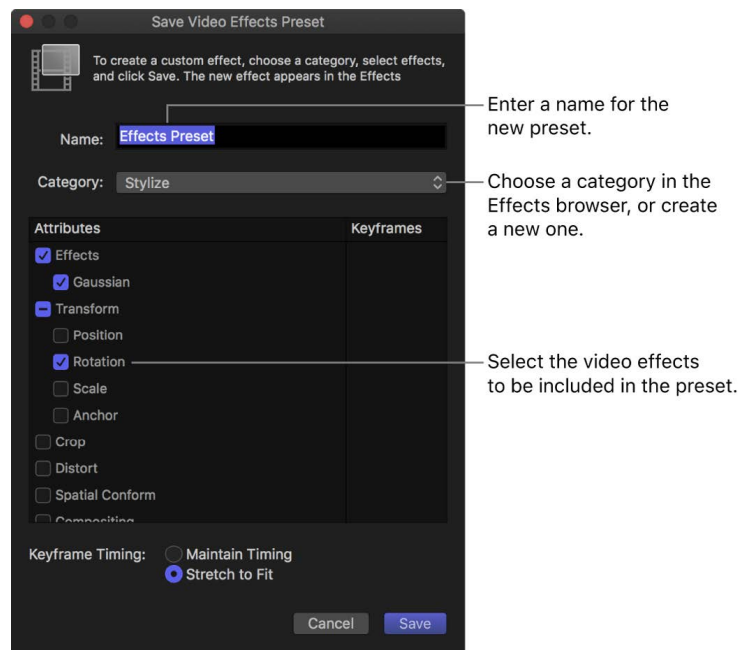 Save Video Effects Preset
To create a custom effect, choose a category, select effects,
and click Save. The new effect appears in the Effects
Name: Effects Preset
Enter a name for the
new preset.
Category: Stylize
Choose a category in the
Effects browser, or create
a new one.
Attributes Keyframes
Effects
Gaussian
Transform
Position
Rotation
Select the video effects
to be included in the preset.
Scale
Anchor
Crop
Distort
Spatial Conform
Compositing
Keyframe Timing: Maintain Timing
Stretch to Fit
Cancel Save